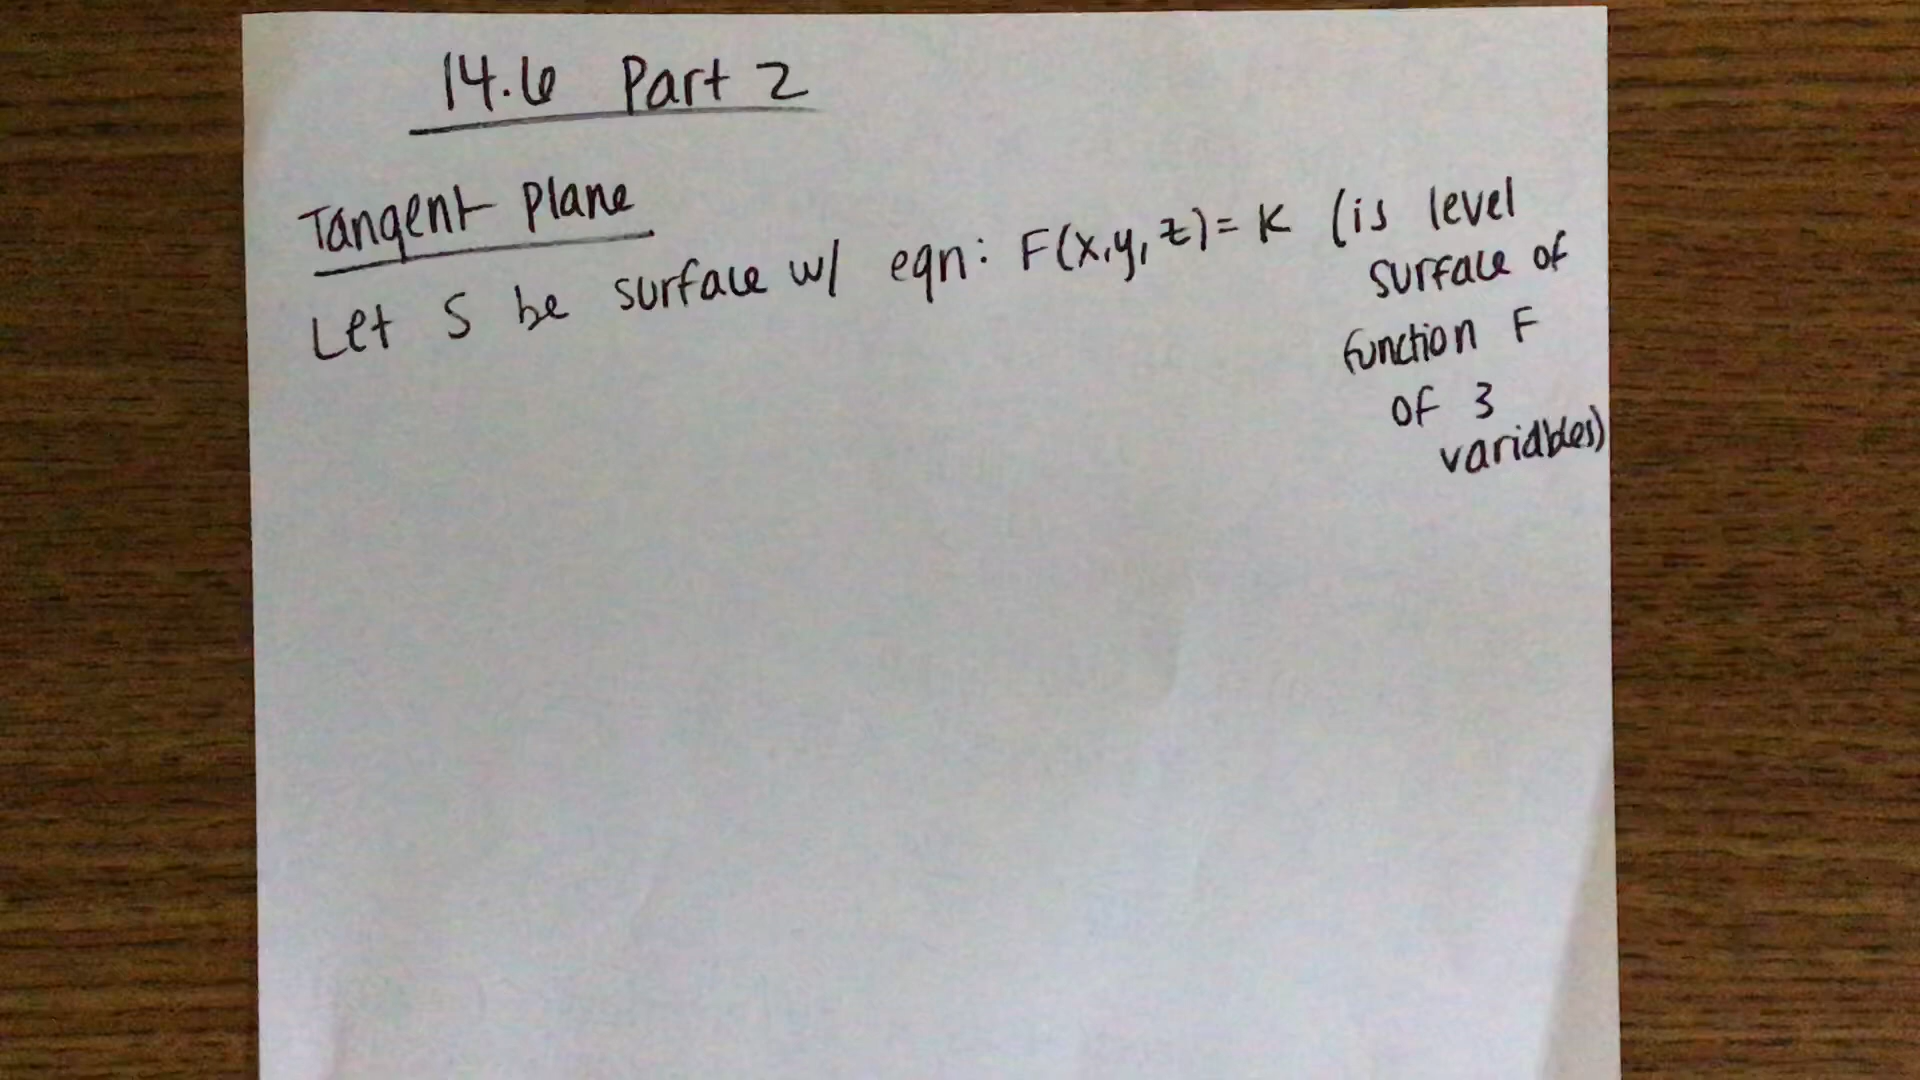 14.6 Part 2
Tangent Plane
Let S be surface w/ eqn: F(x,y,z)=K (is level
surface of
function F
of 3
variables)